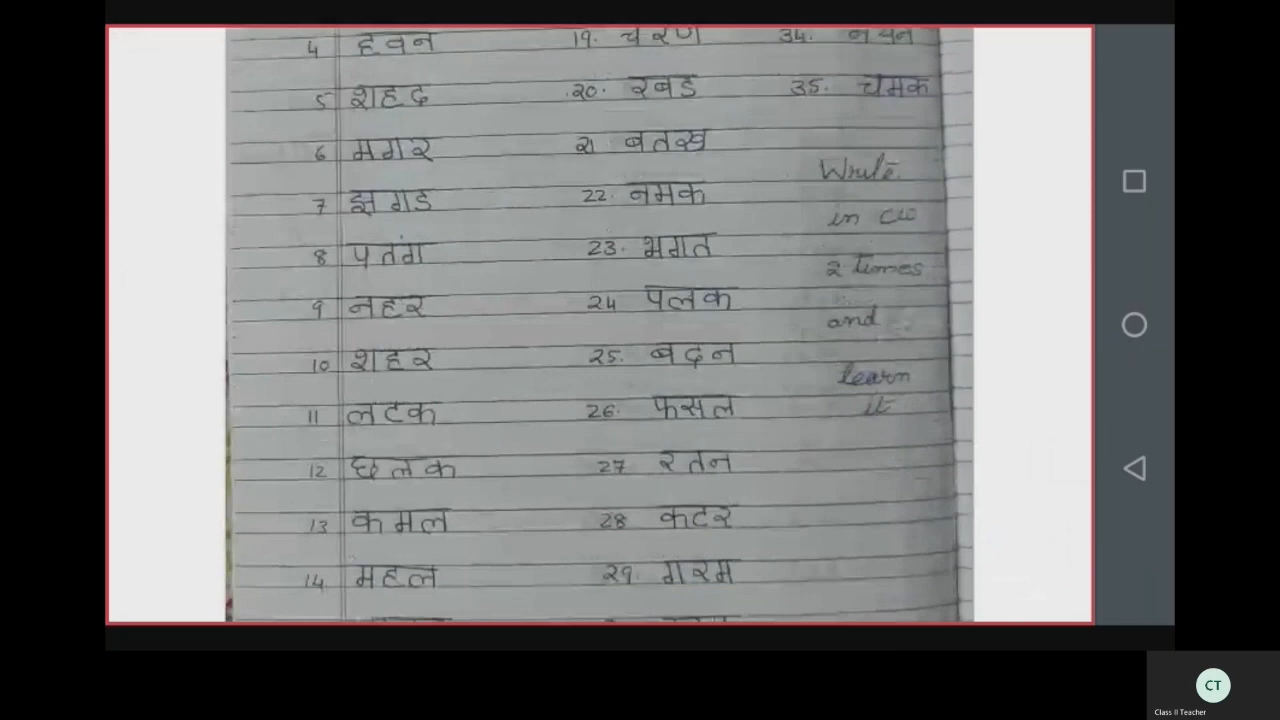 4 हवन 19. चरण 34. नयन
5 शहद 20. रबड 35. चमक
6 मगर 21 बतख
Write
7 झगड 22. नमक
in CW
8 पतंग 23. भगत
2 times
9 नहर 24 पलक
and
10 शहर 25. बदन
learn
11 लटक 26. फसल
it
12 छलक 27 रतन
13 कमल 28 कटर
14 महल 29. गरम
CT
Class II Teacher